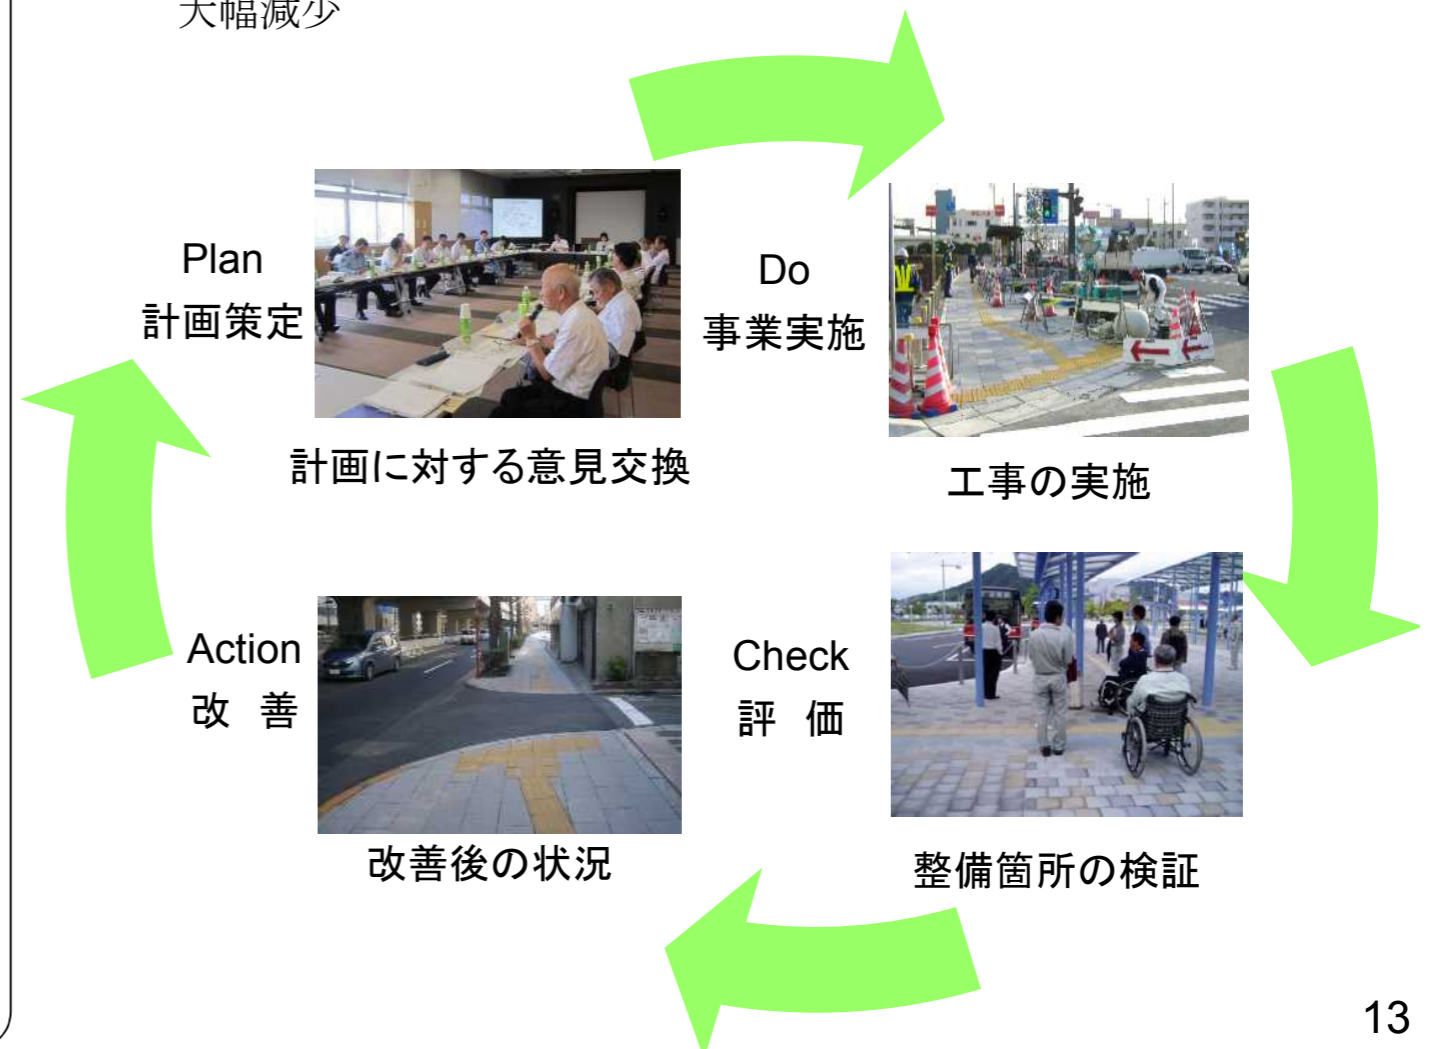 大幅減少
Plan
計画策定
計画に対する意見交換
Do
事業実施
工事の実施
Action
改　善
改善後の状況
Check
評　価
整備箇所の検証
13